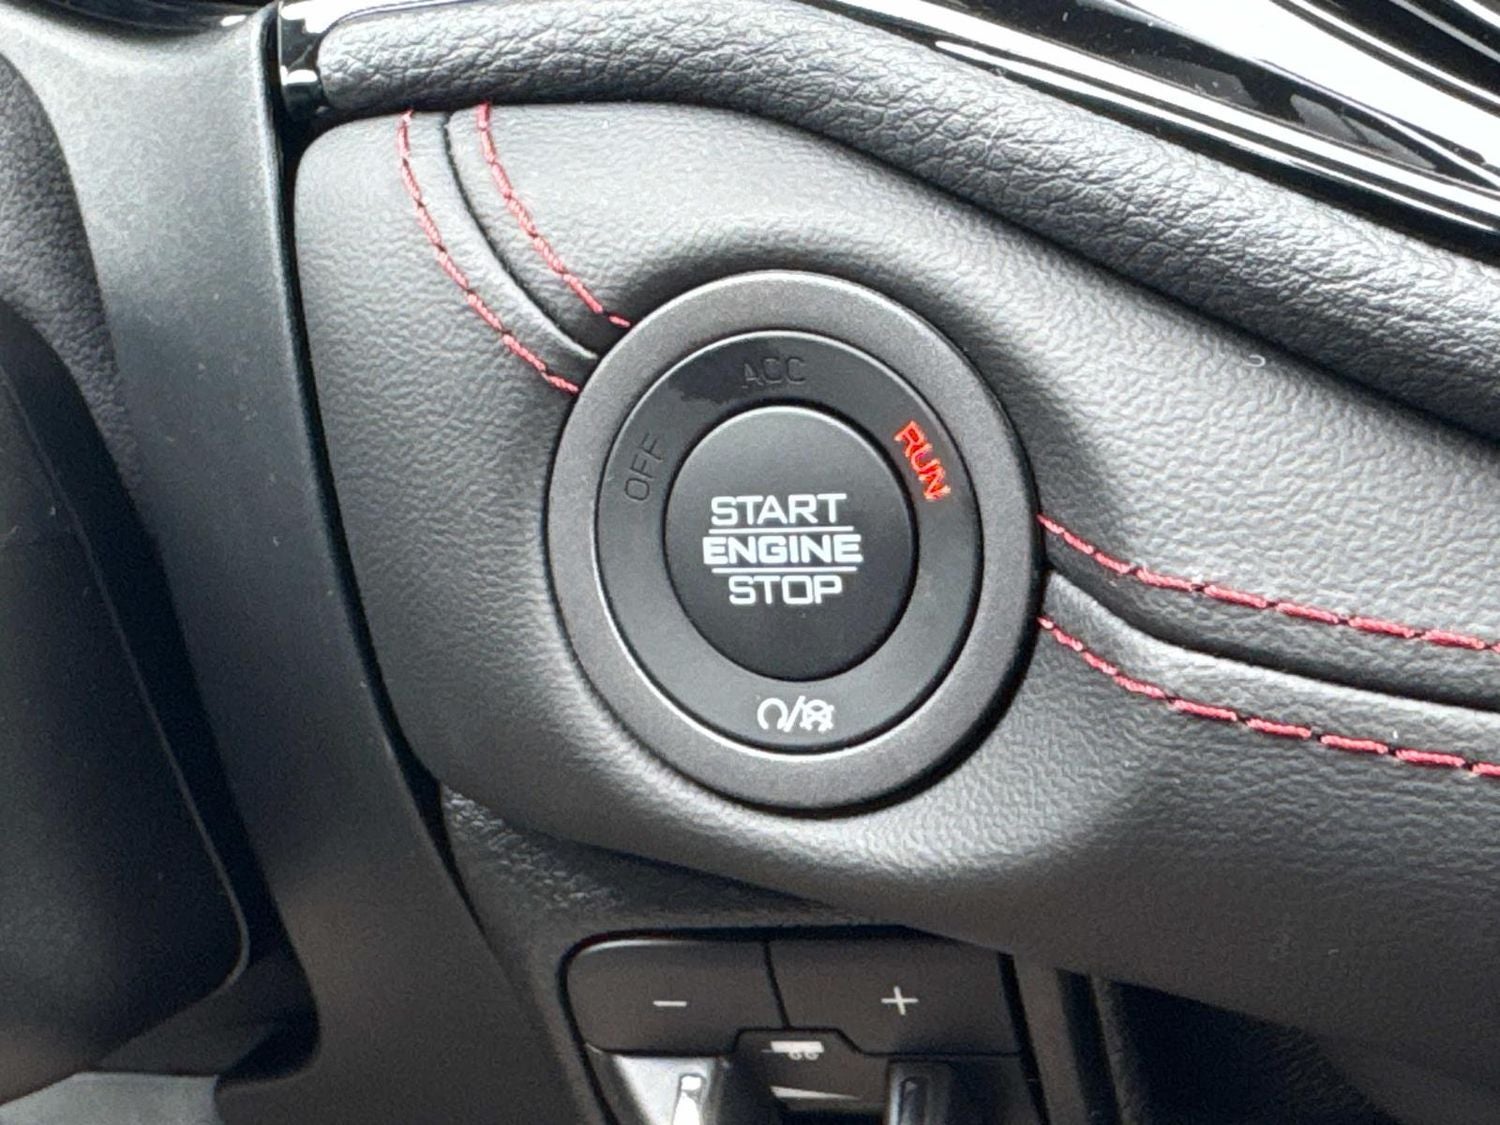 ACC
OFF
RUN
START
ENGINE
STOP
- +